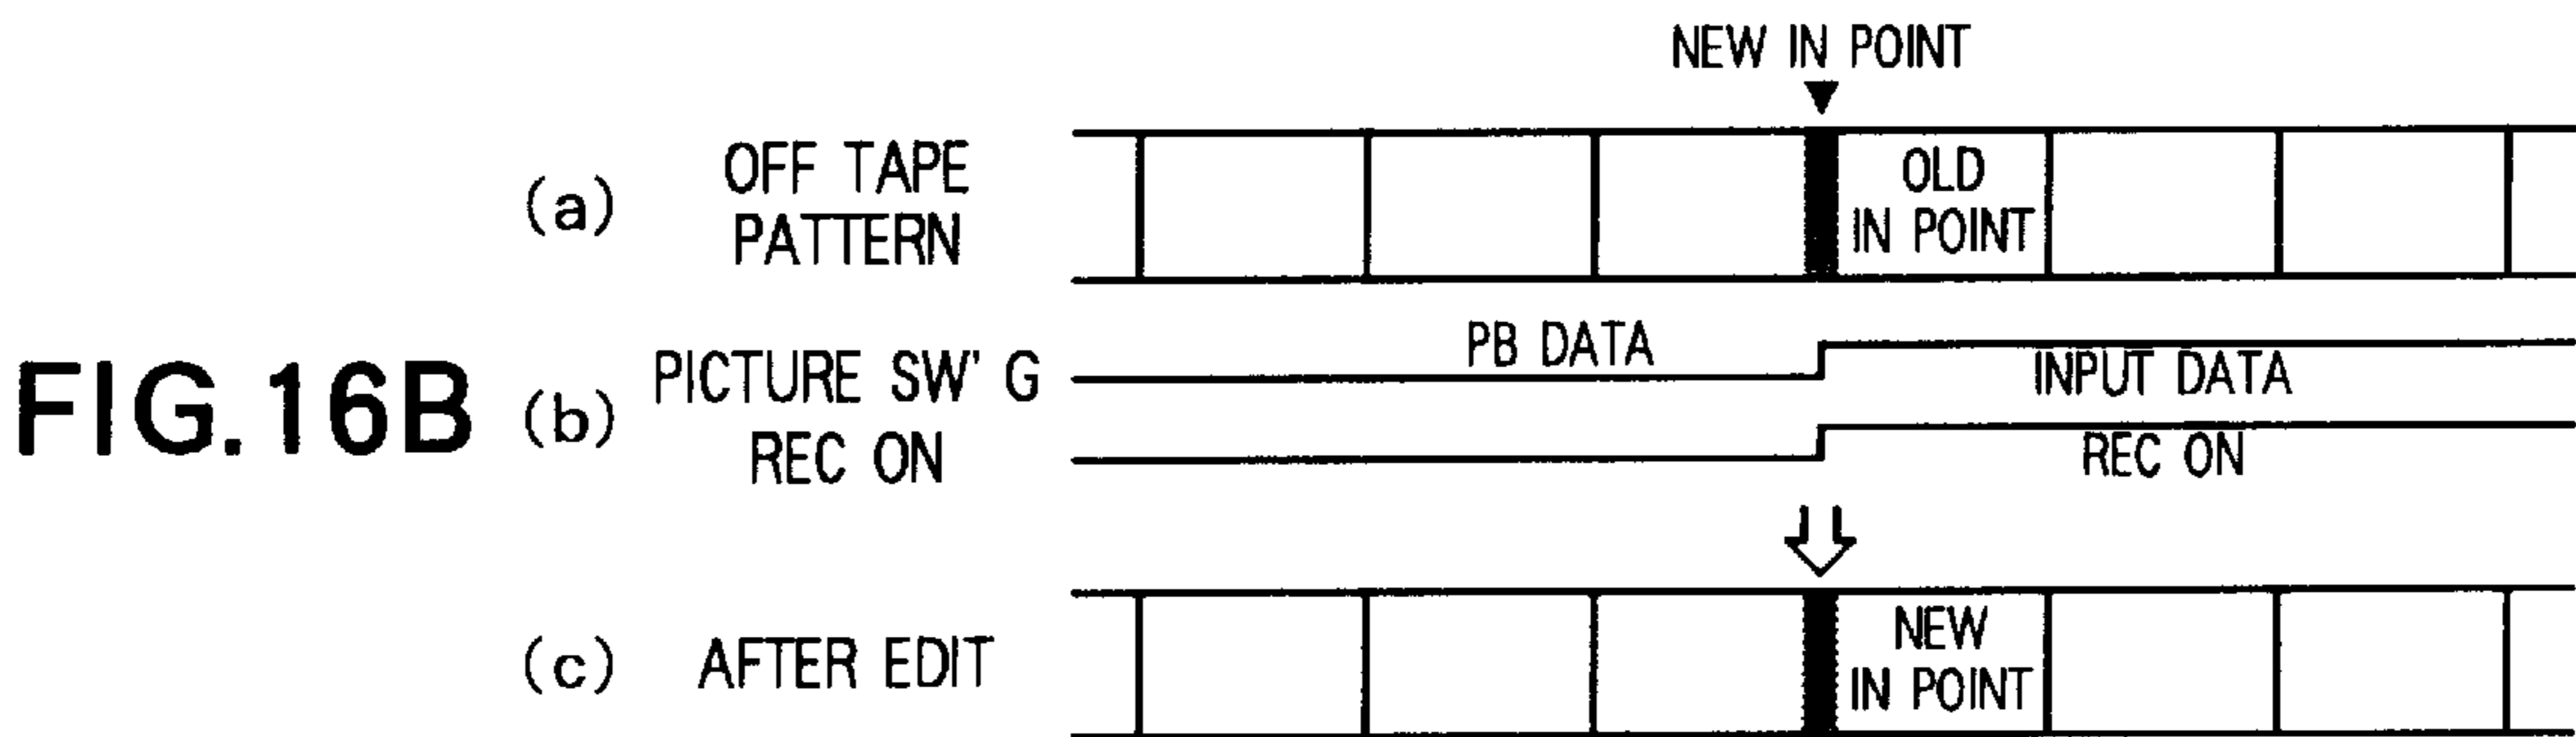 NEW IN POINT
(a) OFF TAPE PATTERN
OLD IN POINT
FIG.16B
(b) PICTURE SW' G
REC ON
PB DATA
INPUT DATA
REC ON
(c) AFTER EDIT
NEW IN POINT